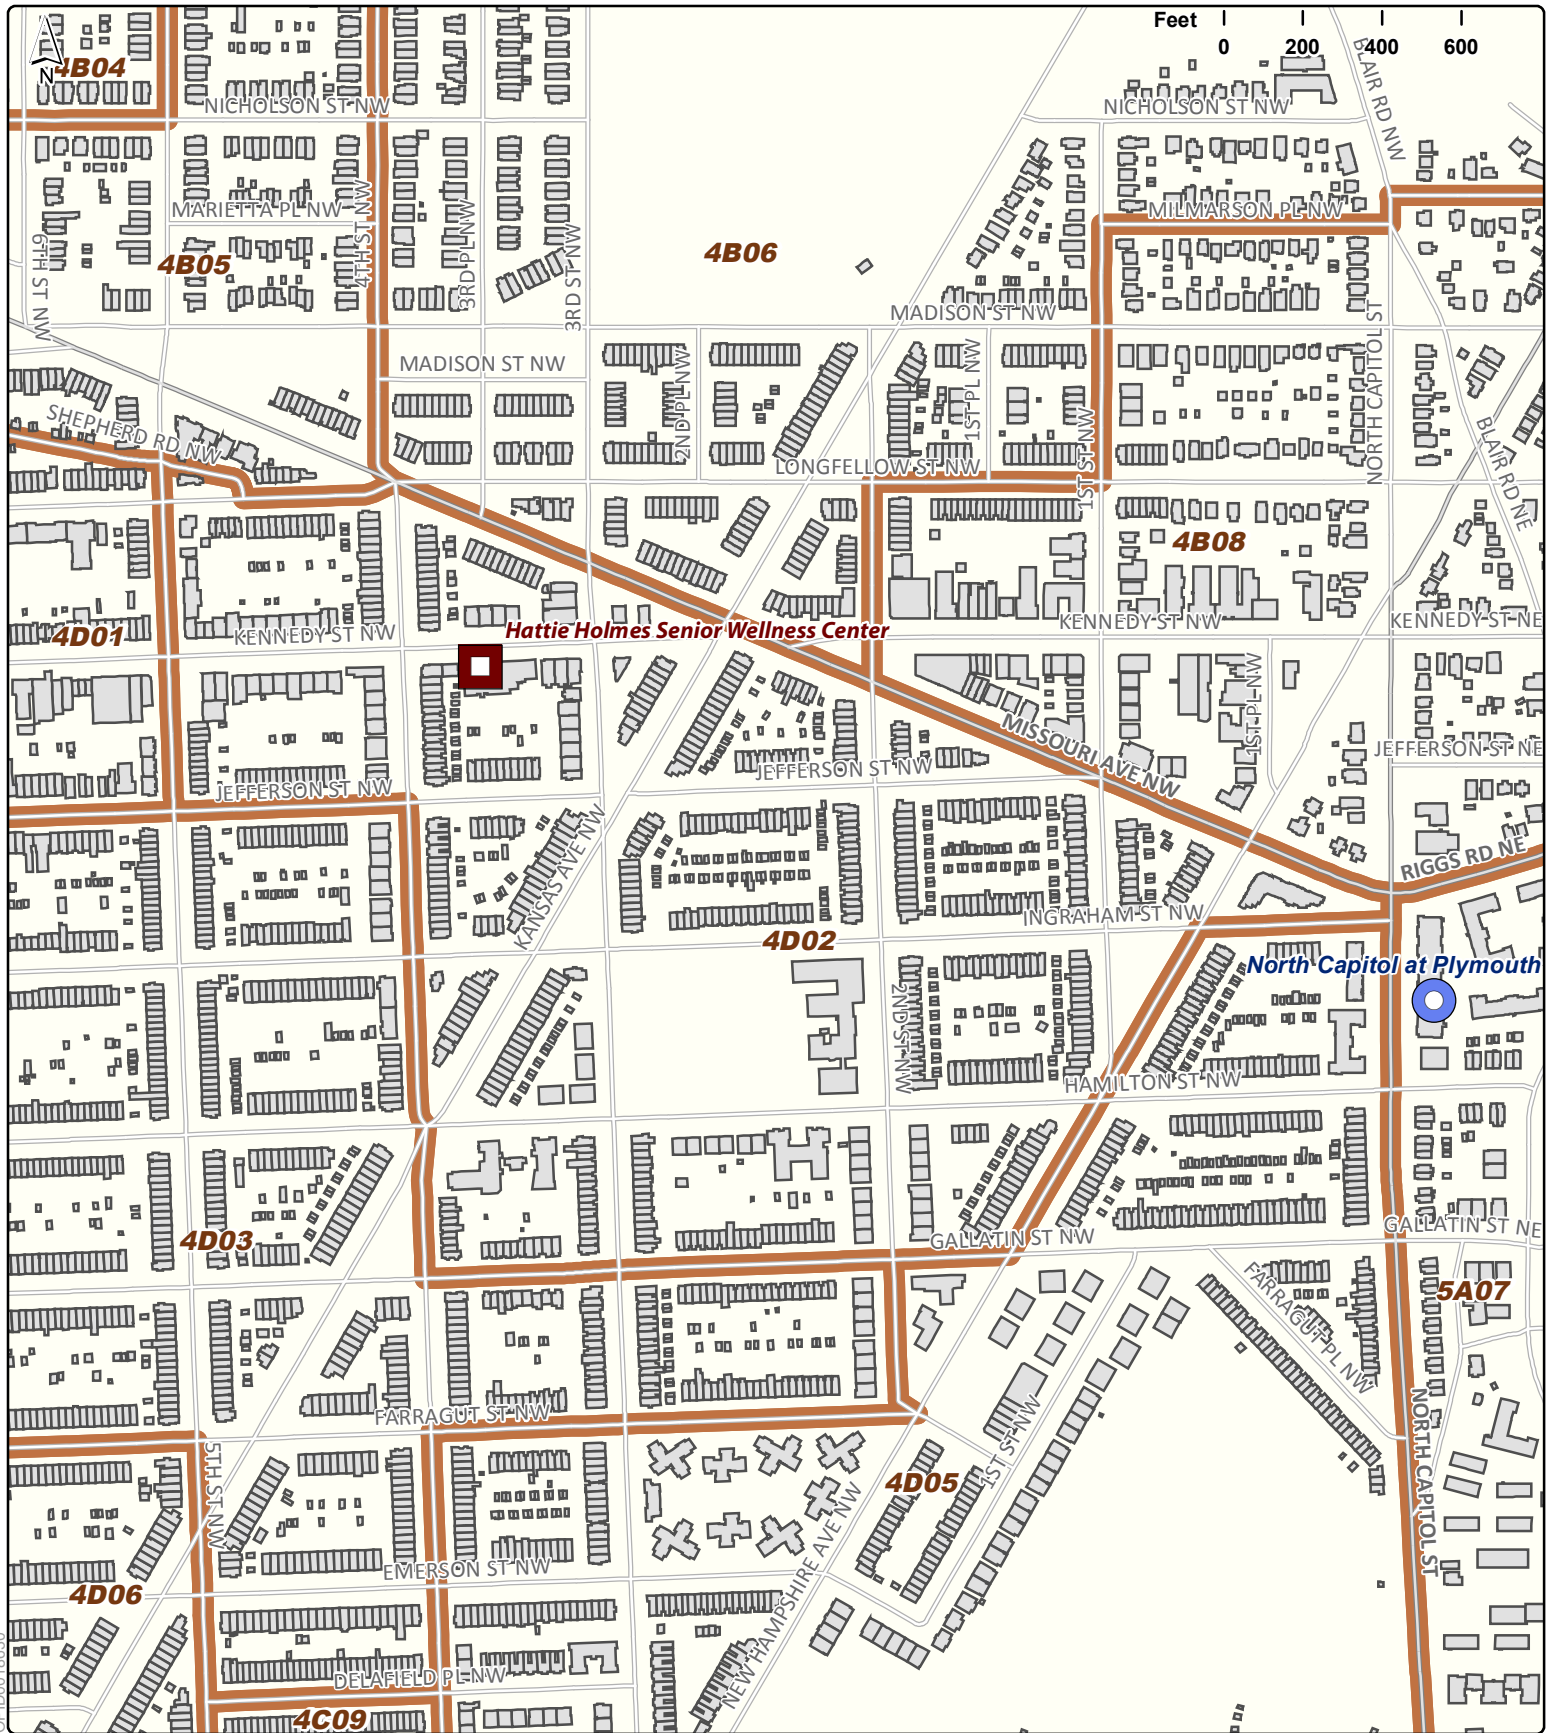 Feet
0 200 400 600
N
4B04
NICHOLSON ST NW
NICHOLSON ST NW
BLAIR RD NW
MARIETTA PL NW
4TH ST NW
3RD PL NW
3RD ST NW
6TH ST NW
4B05
4B06
MILMARSON PL NW
MADISON ST NW
NORTH CAPITOL ST
MADISON ST NW
2ND PL NW
1ST PL NW
1ST ST NW
SHEPHERD RD NW
LONGFELLOW ST NW
BLAIR RD NE
4B08
4D01
KENNEDY ST NW
Hattie Holmes Senior Wellness Center
KENNEDY ST NW
KENNEDY ST NE
1ST PL NW
MISSOURI AVE NW
JEFFERSON ST NE
JEFFERSON ST NW
JEFFERSON ST NW
KANSAS AVE NW
RIGGS RD NE
INGRAHAM ST NW
4D02
North Capitol at Plymouth
2ND ST NW
HAMILTON ST NW
4D03
GALLATIN ST NW
GALLATIN ST NE
FARRAGUT PL NW
5A07
FARRAGUT ST NW
1ST ST NW
NORTH CAPITOL ST
5TH ST NW
4D05
NEW HAMPSHIRE AVE NW
EMERSON ST NW
4D06
DELAFIELD PL NW
4C09